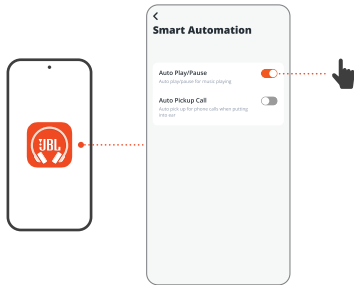 Smart Automation
Auto Play/Pause
Auto play/pause for music playing
Auto Pickup Call
Auto pick up for phone calls when putting
into ear
JBL